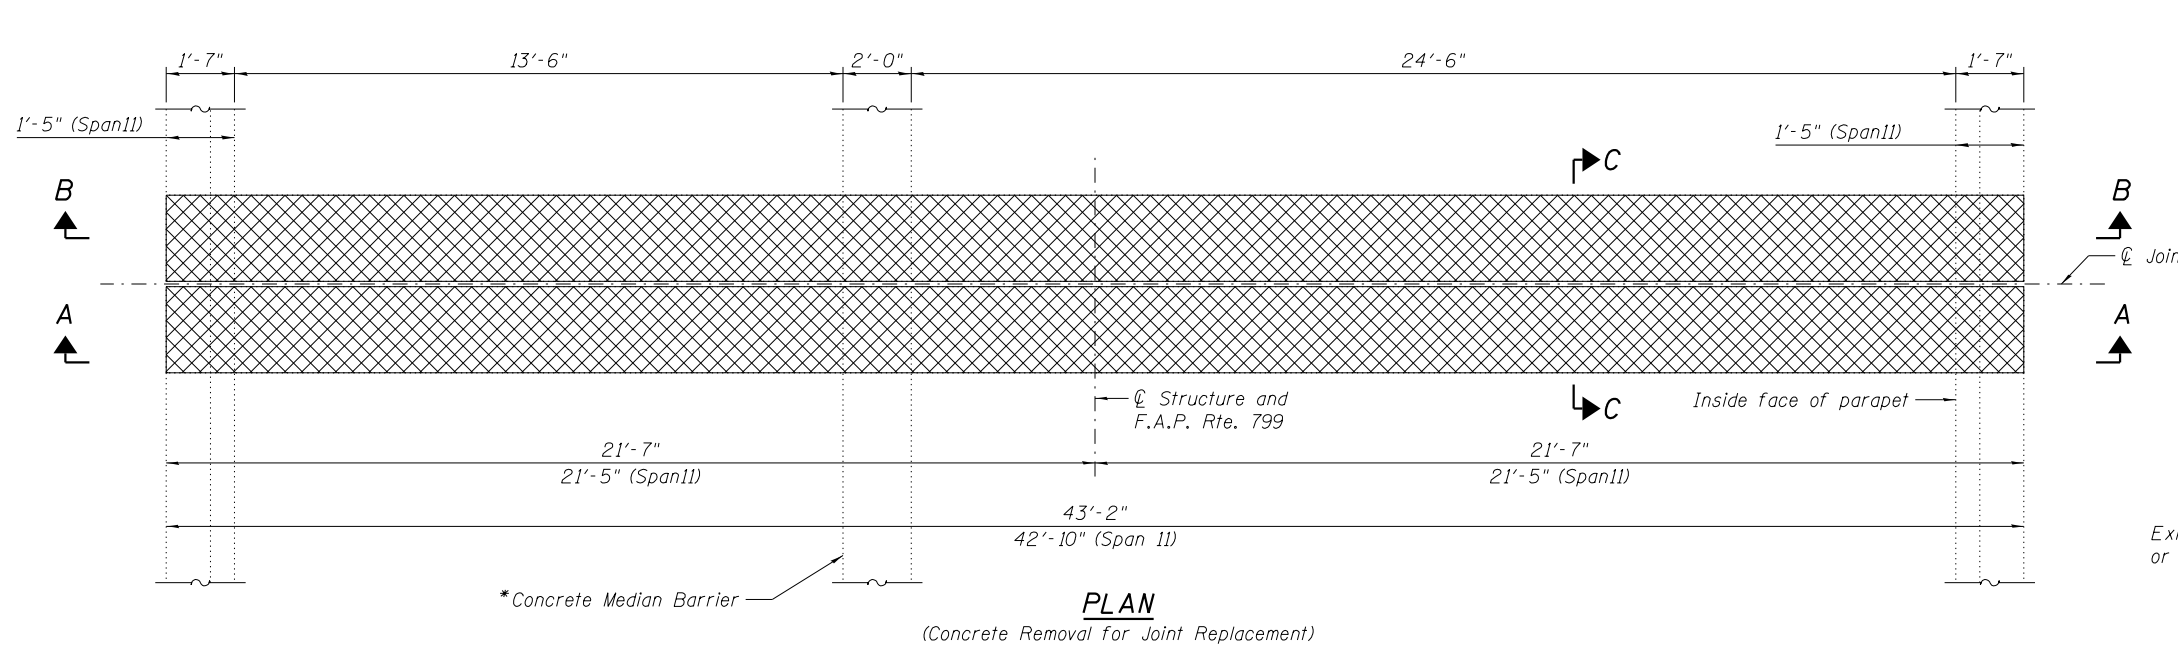 1'-7"
13'-6"
2'-0"
24'-6"
1'-7"
1'-5" (Span11)
1'-5" (Span11)
C
B
B
℄ Join
A
A
℄ Structure and
F.A.P. Rte. 799
C
Inside face of parapet
21'-7"
21'-5" (Span11)
21'-7"
21'-5" (Span11)
43'-2"
42'-10" (Span 11)
or
*Concrete Median Barrier
PLAN
(Concrete Removal for Joint Replacement)